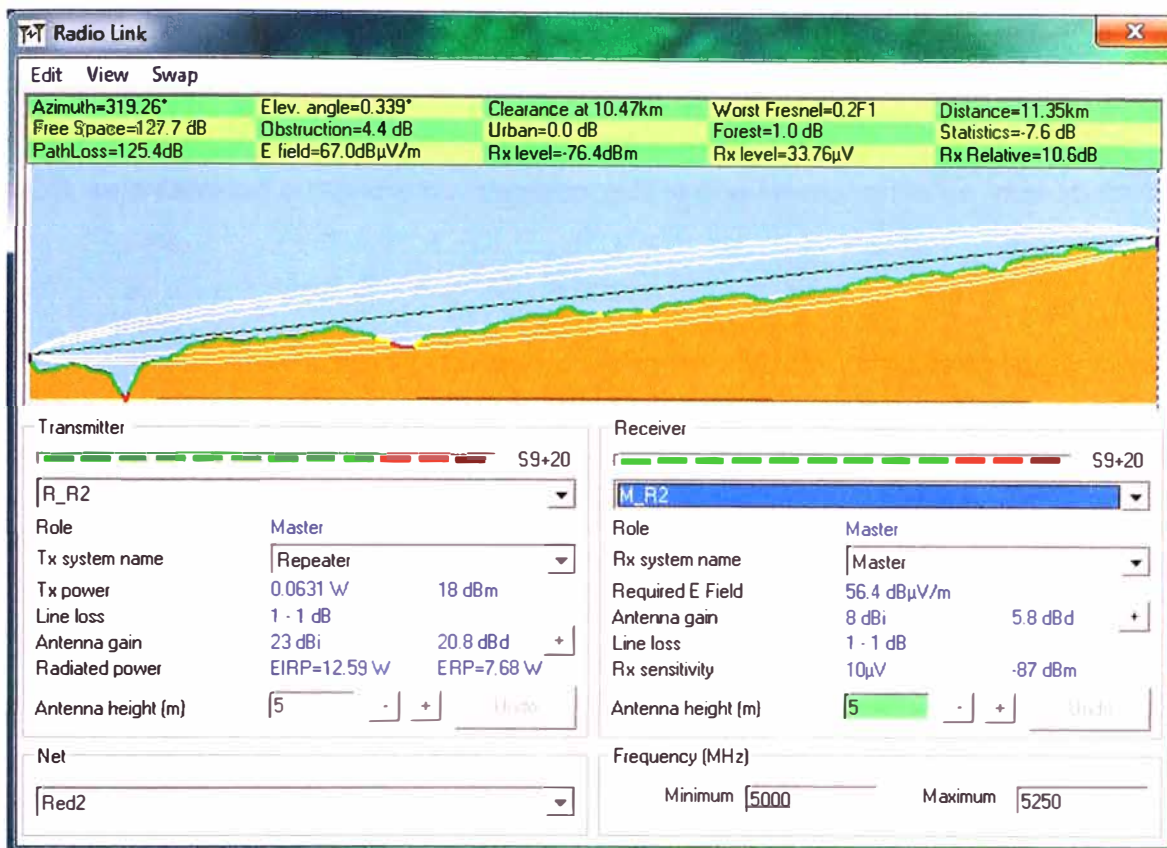 Radio Link
Edit View Swap
Azimuth=319.26° Elev. angle=0.339° Clearance at 10.47km Worst Fresnel=0.2F1 Distance=11.35km
Free Space=127.7 dB Obstruction=4.4 dB Urban=0.0 dB Forest=1.0 dB Statistics=-7.6 dB
PathLoss=125.4dB E field=67.0dBµV/m Rx level=-76.4dBm Rx level=33.76µV Rx Relative=10.6dB
Transmitter
S9+20
R_R2
Role Master
Tx system name Repeater
Tx power 0.0631 W 18 dBm
Line loss 1 - 1 dB
Antenna gain 23 dBi 20.8 dBd +
Radiated power EIRP=12.59 W ERP=7.68 W
Antenna height (m) 5 - + Undo
Net
Red2
Receiver
S9+20
M_R2
Role Master
Rx system name Master
Required E Field 56.4 dBµV/m
Antenna gain 8 dBi 5.8 dBd +
Line loss 1 - 1 dB
Rx sensitivity 10µV -87 dBm
Antenna height (m) 5 - + Undo
Frequency (MHz)
Minimum 5000 Maximum 5250